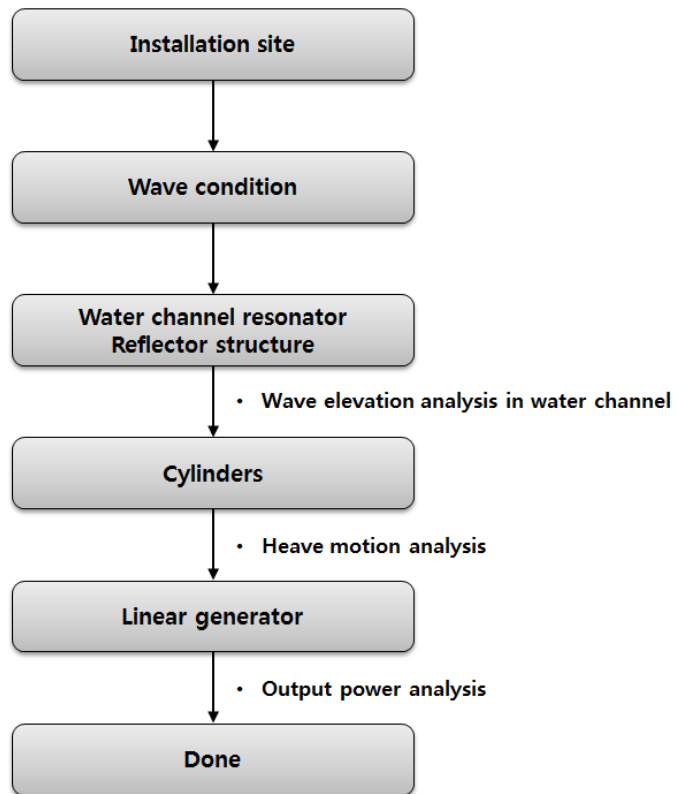 Installation site
Wave condition
Water channel resonator
Reflector structure
• Wave elevation analysis in water channel
Cylinders
• Heave motion analysis
Linear generator
• Output power analysis
Done